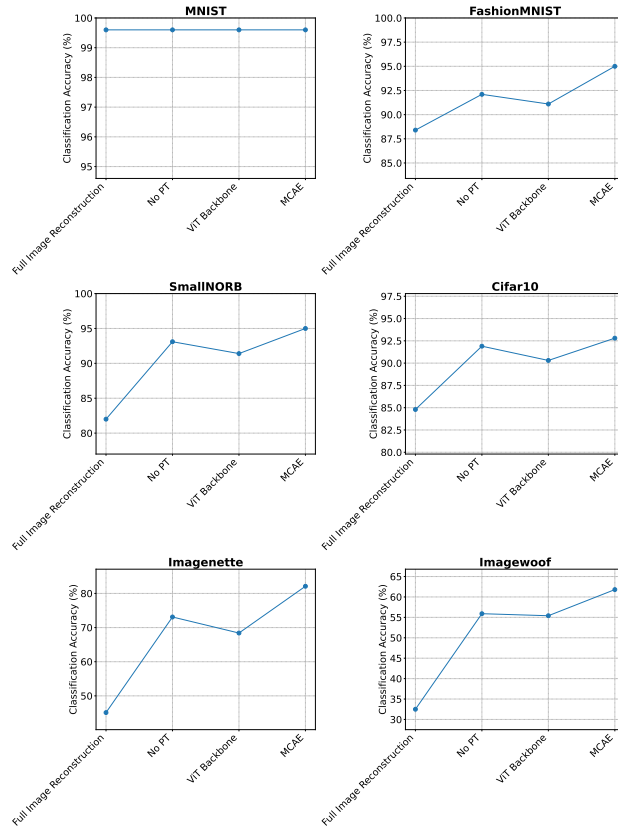 MNIST
100
99
98
97
96
95
Classification Accuracy (%)
Full Image Reconstruction
No PT
ViT Backbone
MCAE
FashionMNIST
100.0
97.5
95.0
92.5
90.0
87.5
85.0
Classification Accuracy (%)
Full Image Reconstruction
No PT
ViT Backbone
MCAE
SmallNORB
100
95
90
85
80
Classification Accuracy (%)
Full Image Reconstruction
No PT
ViT Backbone
MCAE
Cifar10
97.5
95.0
92.5
90.0
87.5
85.0
82.5
80.0
Classification Accuracy (%)
Full Image Reconstruction
No PT
ViT Backbone
MCAE
Imagenette
80
70
60
50
Classification Accuracy (%)
Full Image Reconstruction
No PT
ViT Backbone
MCAE
Imagewoof
65
60
55
50
45
40
35
30
Classification Accuracy (%)
Full Image Reconstruction
No PT
ViT Backbone
MCAE